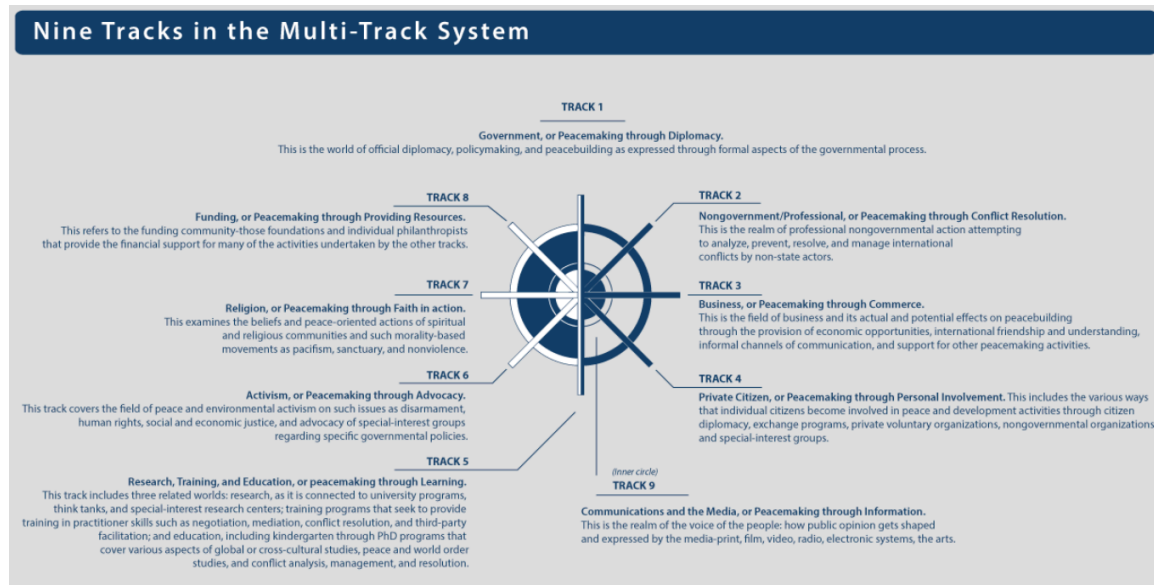 Nine Tracks in the Multi-Track System
TRACK 1
Government, or Peacemaking through Diplomacy.
This is the world of official diplomacy, policymaking, and peacebuilding as expressed through formal aspects of the governmental process.
TRACK 2
Nongovernment/Professional, or Peacemaking through Conflict Resolution.
This is the realm of professional nongovernmental action attempting
to analyze, prevent, resolve, and manage international
conflicts by non-state actors.
TRACK 3
Business, or Peacemaking through Commerce.
This is the field of business and its actual and potential effects on peacebuilding
through the provision of economic opportunities, international friendship and understanding,
informal channels of communication, and support for other peacemaking activities.
TRACK 4
Private Citizen, or Peacemaking through Personal Involvement. This includes the various ways
that individual citizens become involved in peace and development activities through citizen
diplomacy, exchange programs, private voluntary organizations, nongovernmental organizations
and special-interest groups.
TRACK 5
Research, Training, and Education, or peacemaking through Learning.
This track includes three related worlds: research, as it is connected to university programs,
think tanks, and special-interest research centers; training programs that seek to provide
training in practitioner skills such as negotiation, mediation, conflict resolution, and third-party
facilitation; and education, including kindergarten through PhD programs that
cover various aspects of global or cross-cultural studies, peace and world order
studies, and conflict analysis, management, and resolution.
TRACK 6
Activism, or Peacemaking through Advocacy.
This track covers the field of peace and environmental activism on such issues as disarmament,
human rights, social and economic justice, and advocacy of special-interest groups
regarding specific governmental policies.
TRACK 7
Religion, or Peacemaking through Faith in action.
This examines the beliefs and peace-oriented actions of spiritual
and religious communities and such morality-based
movements as pacifism, sanctuary, and nonviolence.
TRACK 8
Funding, or Peacemaking through Providing Resources.
This refers to the funding community-those foundations and individual philanthropists
that provide the financial support for many of the activities undertaken by the other tracks.
(Inner circle)
TRACK 9
Communications and the Media, or Peacemaking through Information.
This is the realm of the voice of the people: how public opinion gets shaped
and expressed by the media-print, film, video, radio, electronic systems, the arts.